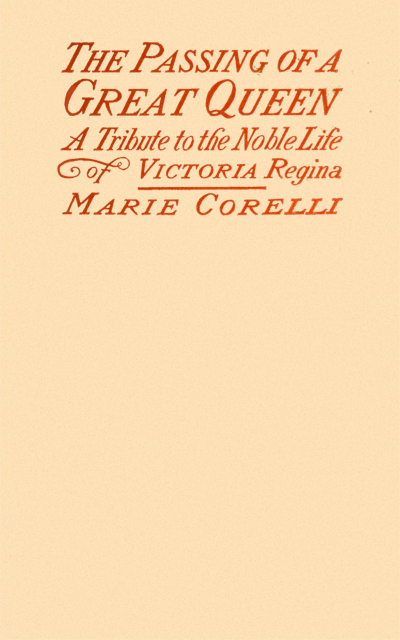 THE PASSING OF A
GREAT QUEEN
A Tribute to the Noble Life
of VICTORIA Regina
MARIE CORELLI